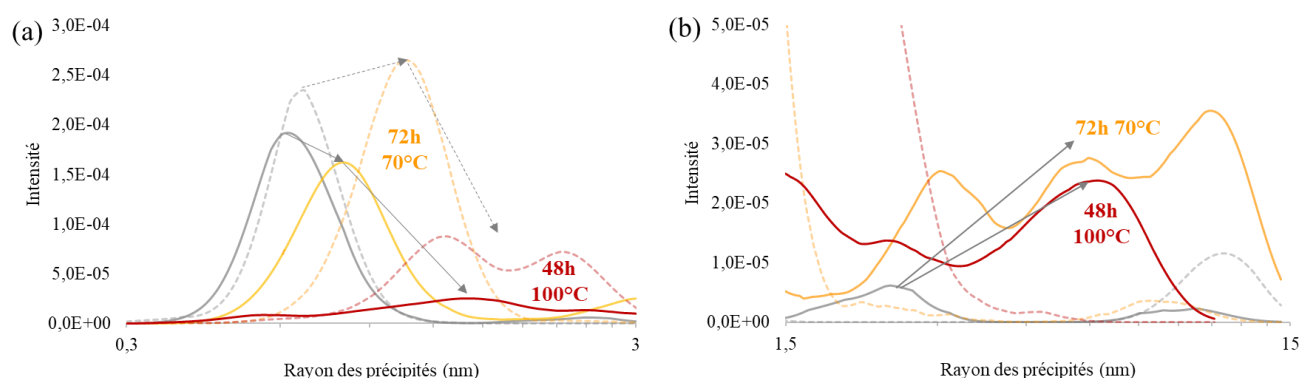 (a)
3,0E-04
2,5E-04
2,0E-04
1,5E-04
1,0E-04
5,0E-05
0,0E+00
Intensité
72h
70°C
48h
100°C
0,3
3
Rayon des précipités (nm)
(b)
5,0E-05
4,0E-05
3,0E-05
2,0E-05
1,0E-05
0,0E+00
Intensité
72h 70°C
48h
100°C
1,5
15
Rayon des précipités (nm)